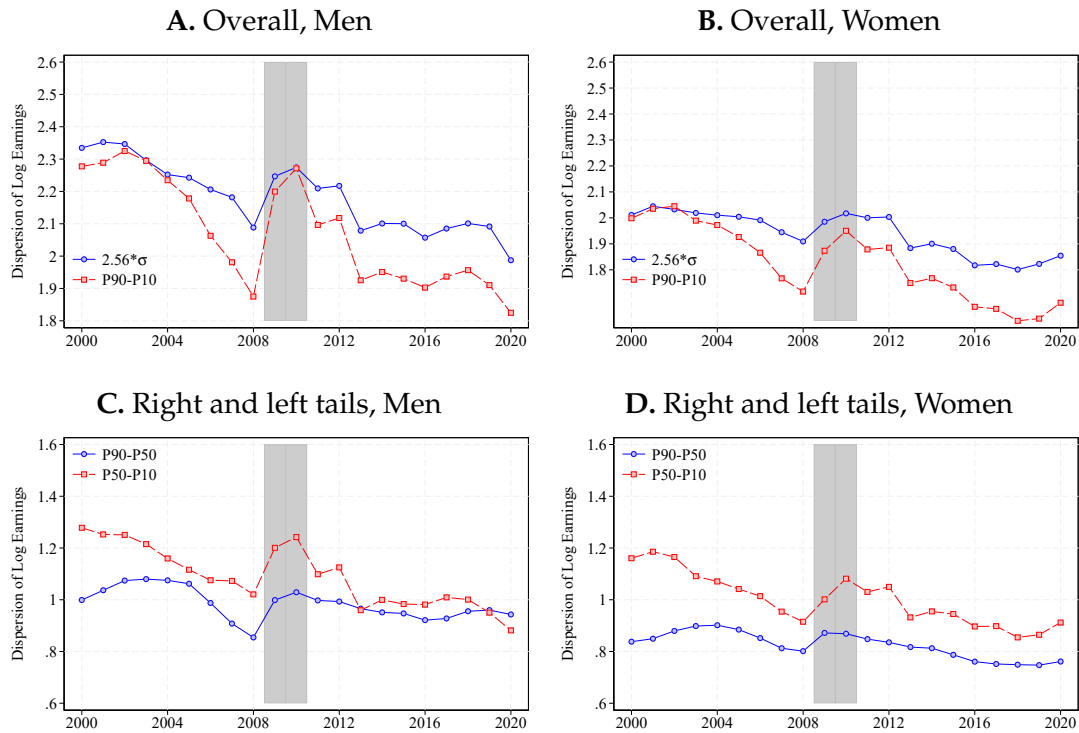 A. Overall, Men
Dispersion of Log Earnings
2.6
2.5
2.4
2.3
2.2
2.1
2
1.9
1.8
2.56*σ
P90-P10
2000 2004 2008 2012 2016 2020
B. Overall, Women
Dispersion of Log Earnings
2.6
2.5
2.4
2.3
2.2
2.1
2
1.9
1.8
2.56*σ
P90-P10
2000 2004 2008 2012 2016 2020
C. Right and left tails, Men
Dispersion of Log Earnings
1.6
1.4
1.2
1
.8
.6
P90-P50
P50-P10
2000 2004 2008 2012 2016 2020
D. Right and left tails, Women
Dispersion of Log Earnings
1.6
1.4
1.2
1
.8
.6
P90-P50
P50-P10
2000 2004 2008 2012 2016 2020